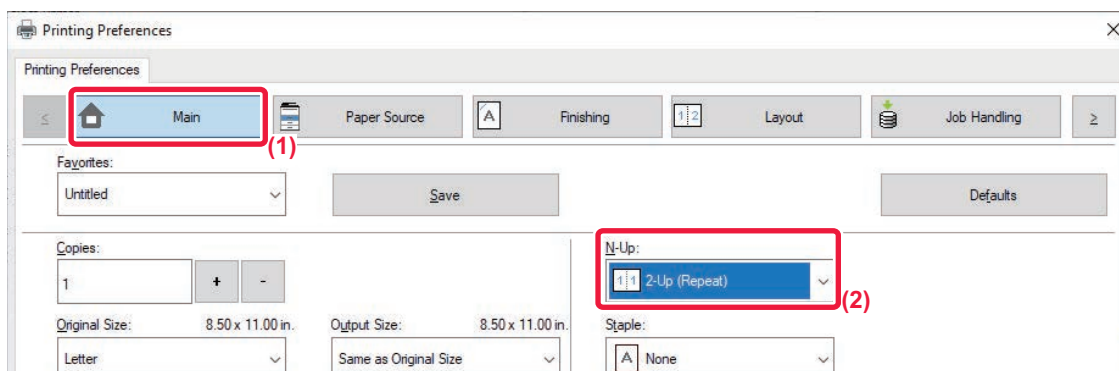 Printing Preferences
Printing Preferences
Main
Paper Source
Finishing
Layout
Job Handling
(1)
Favorites:
Untitled
Save
Defaults
Copies:
N-Up:
1
+
-
2-Up (Repeat)
(2)
Original Size: 8.50 x 11.00 in.
Output Size: 8.50 x 11.00 in.
Staple:
Letter
Same as Original Size
None